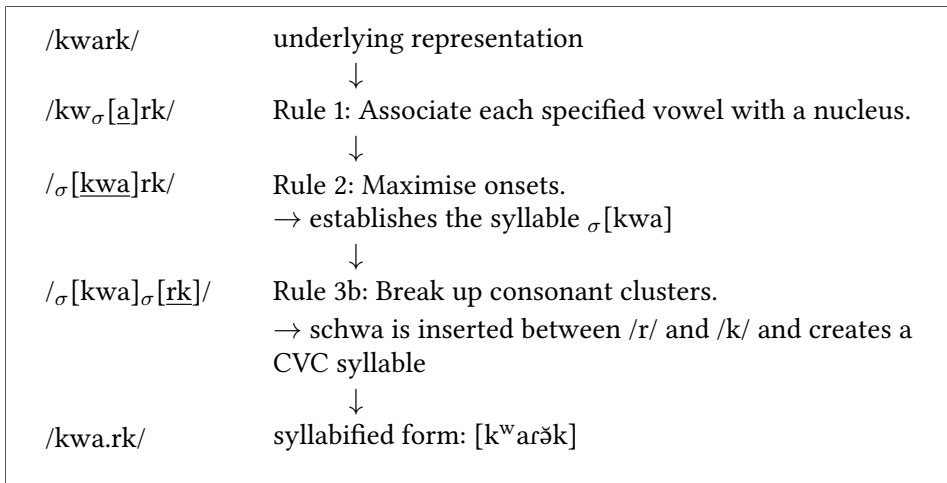 /kwark/ underlying representation
↓
/kw σ[a]rk/ Rule 1: Associate each specified vowel with a nucleus.
↓
/σ[kwa]rk/ Rule 2: Maximise onsets.
→ establishes the syllable σ[kwa]
↓
/σ[kwa]σ[rk]/ Rule 3b: Break up consonant clusters.
→ schwa is inserted between /r/ and /k/ and creates a
CVC syllable
↓
/kwa.rk/ syllabified form: [kʷaɾə̆k]